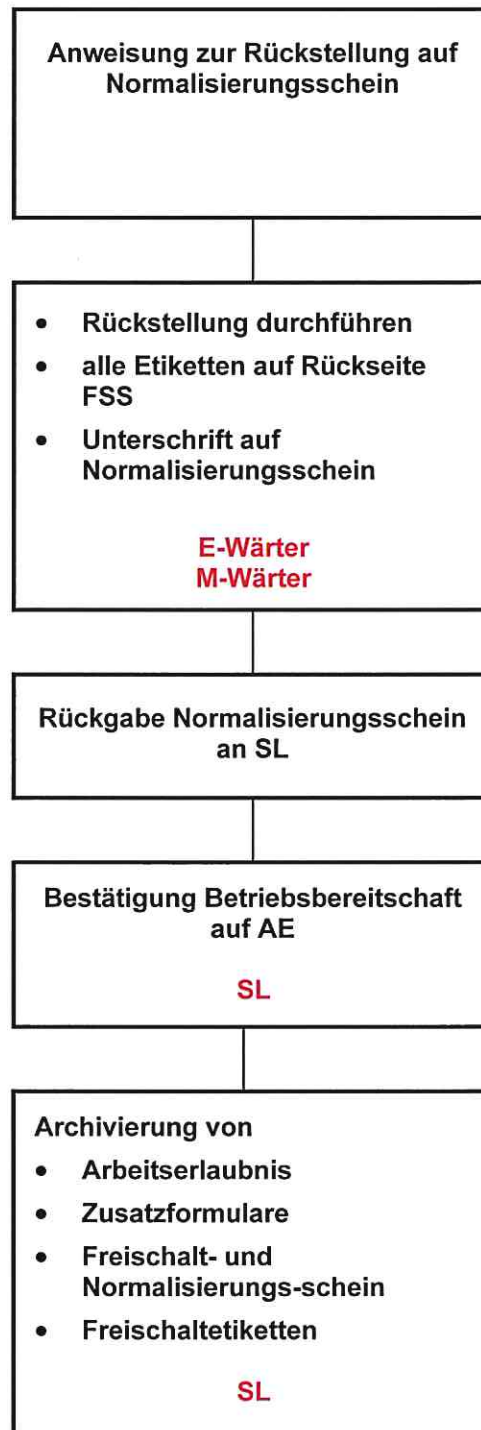 Anweisung zur Rückstellung auf
Normalisierungsschein
• Rückstellung durchführen
• alle Etiketten auf Rückseite
FSS
• Unterschrift auf
Normalisierungsschein
E-Wärter
M-Wärter
Rückgabe Normalisierungsschein
an SL
Bestätigung Betriebsbereitschaft
auf AE
SL
Archivierung von
• Arbeitserlaubnis
• Zusatzformulare
• Freischalt- und
Normalisierungs-schein
• Freischaltetiketten
SL